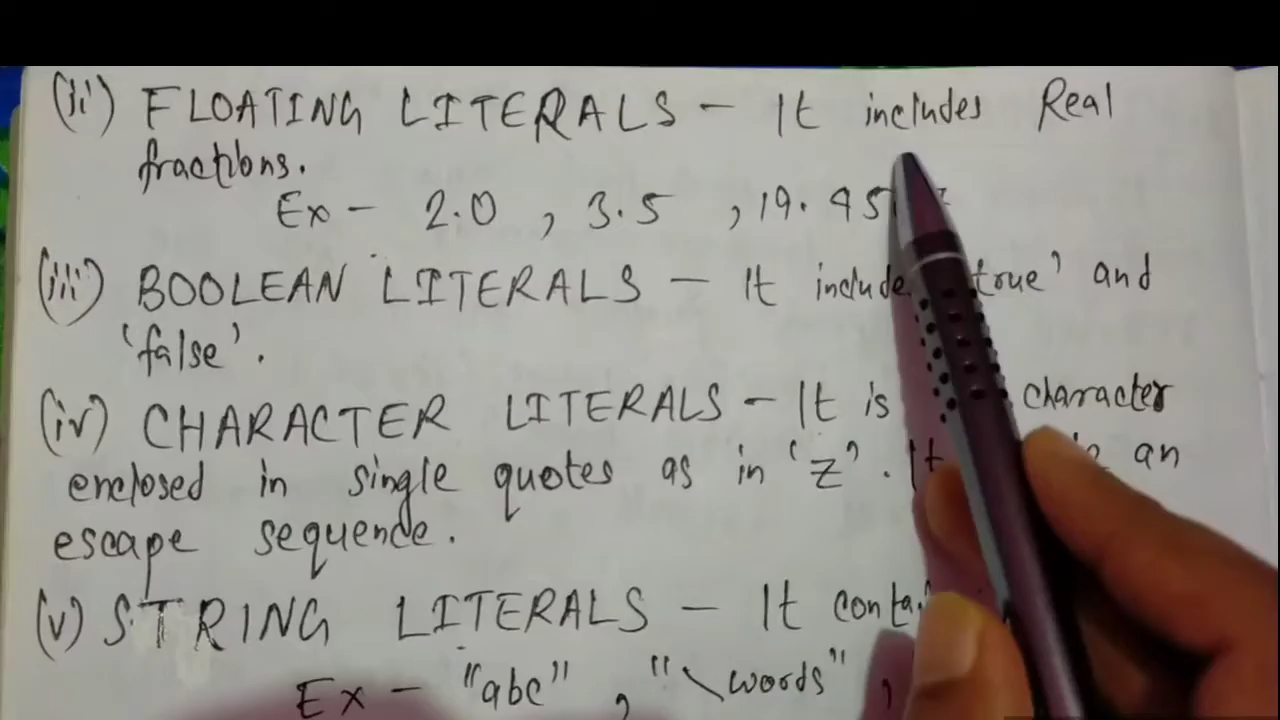 (ii) FLOATING LITERALS - It includes Real
fractions.
Ex - 2.0 , 3.5 , 19.45
(iii) BOOLEAN LITERALS - It include 'true' and
'false'.
(iv) CHARACTER LITERALS - It is character
enclosed in single quotes as in 'z'. It an
escape sequence.
(v) STRING LITERALS - It
Ex - "abc" , "\words" ,